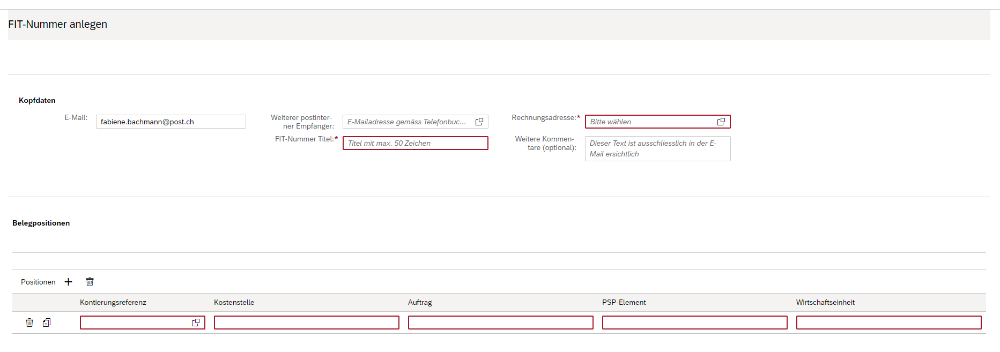 FIT-Nummer anlegen
Kopfdaten
E-Mail:
fabiene.bachmann@post.ch
Weiterer postinter-
ner Empfänger:
E-Mailadresse gemäss Telefonbuc...
FIT-Nummer Titel:*
Titel mit max. 50 Zeichen
Rechnungsadresse:*
Bitte wählen
Weitere Kommen-
tare (optional):
Dieser Text ist ausschliesslich in der E-
Mail ersichtlich
Belegpositionen
Positionen
Kontierungsreferenz
Kostenstelle
Auftrag
PSP-Element
Wirtschaftseinheit